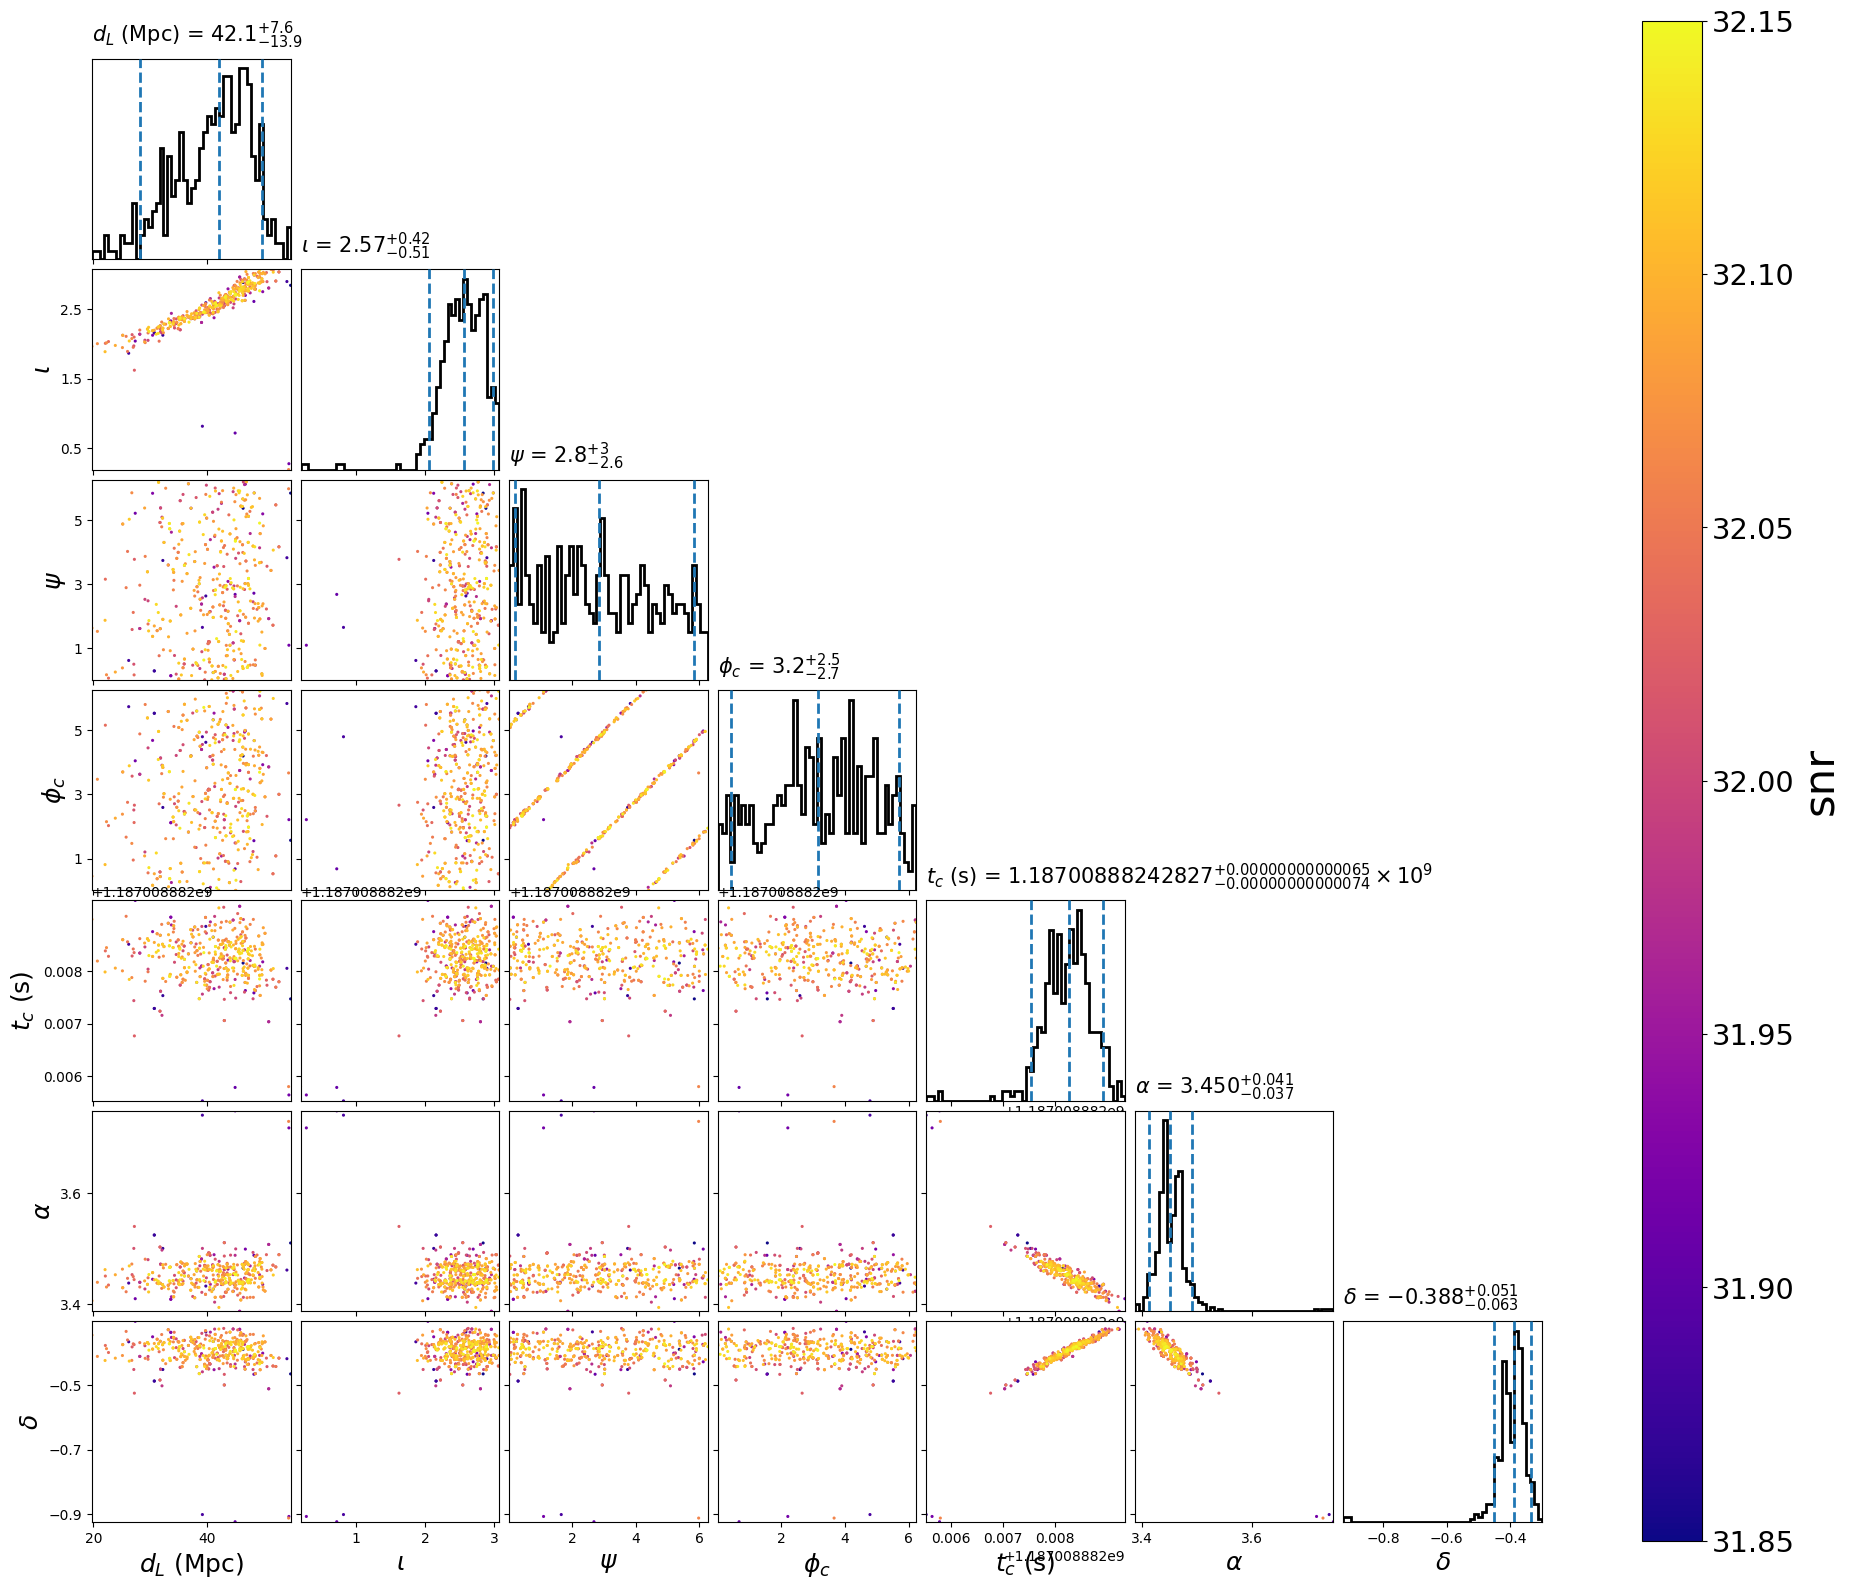 d_L (Mpc) = 42.1^{+7.6}_{−13.9}
32.15
ι = 2.57^{+0.42}_{−0.51}
32.10
2.5
1.5
0.5
ι
ψ = 2.8^{+3}_{−2.6}
32.05
5
3
1
ψ
ϕ_c = 3.2^{+2.5}_{−2.7}
32.00
snr
5
3
1
ϕ_c
t_c (s) = 1.18700888242827^{+0.00000000000065}_{−0.00000000000074} × 10^9
+1.187008882e9 +1.187008882e9 +1.187008882e9 +1.187008882e9
0.008
0.007
0.006
t_c (s)
31.95
α = 3.450^{+0.041}_{−0.037}
+1.187008882e9
3.6
3.4
α
31.90
δ = −0.388^{+0.051}_{−0.063}
+1.187008882e9
−0.5
−0.7
−0.9
δ
31.85
20 40 1 2 3 2 4 6 2 4 6 0.006 0.007 0.008 3.4 3.6 −0.8 −0.6 −0.4
+1.187008882e9
d_L (Mpc) ι ψ ϕ_c t_c (s) α δ